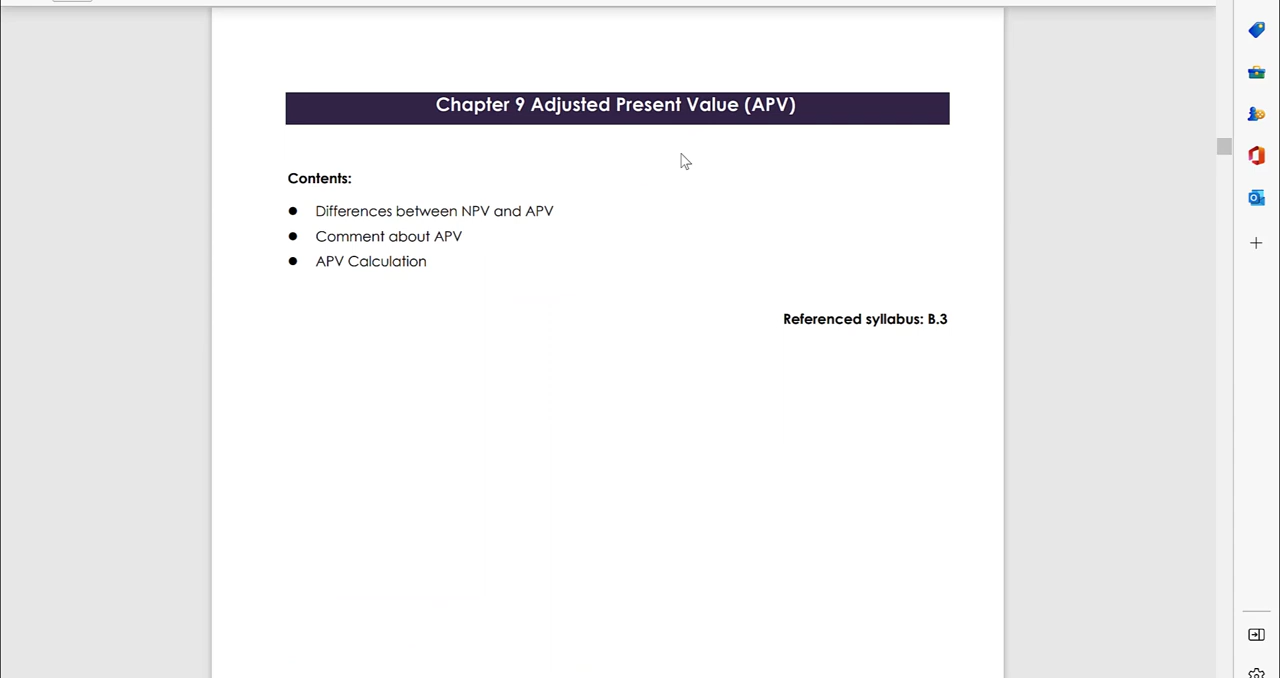 Chapter 9 Adjusted Present Value (APV)
Contents:
● Differences between NPV and APV
● Comment about APV
● APV Calculation
Referenced syllabus: B.3